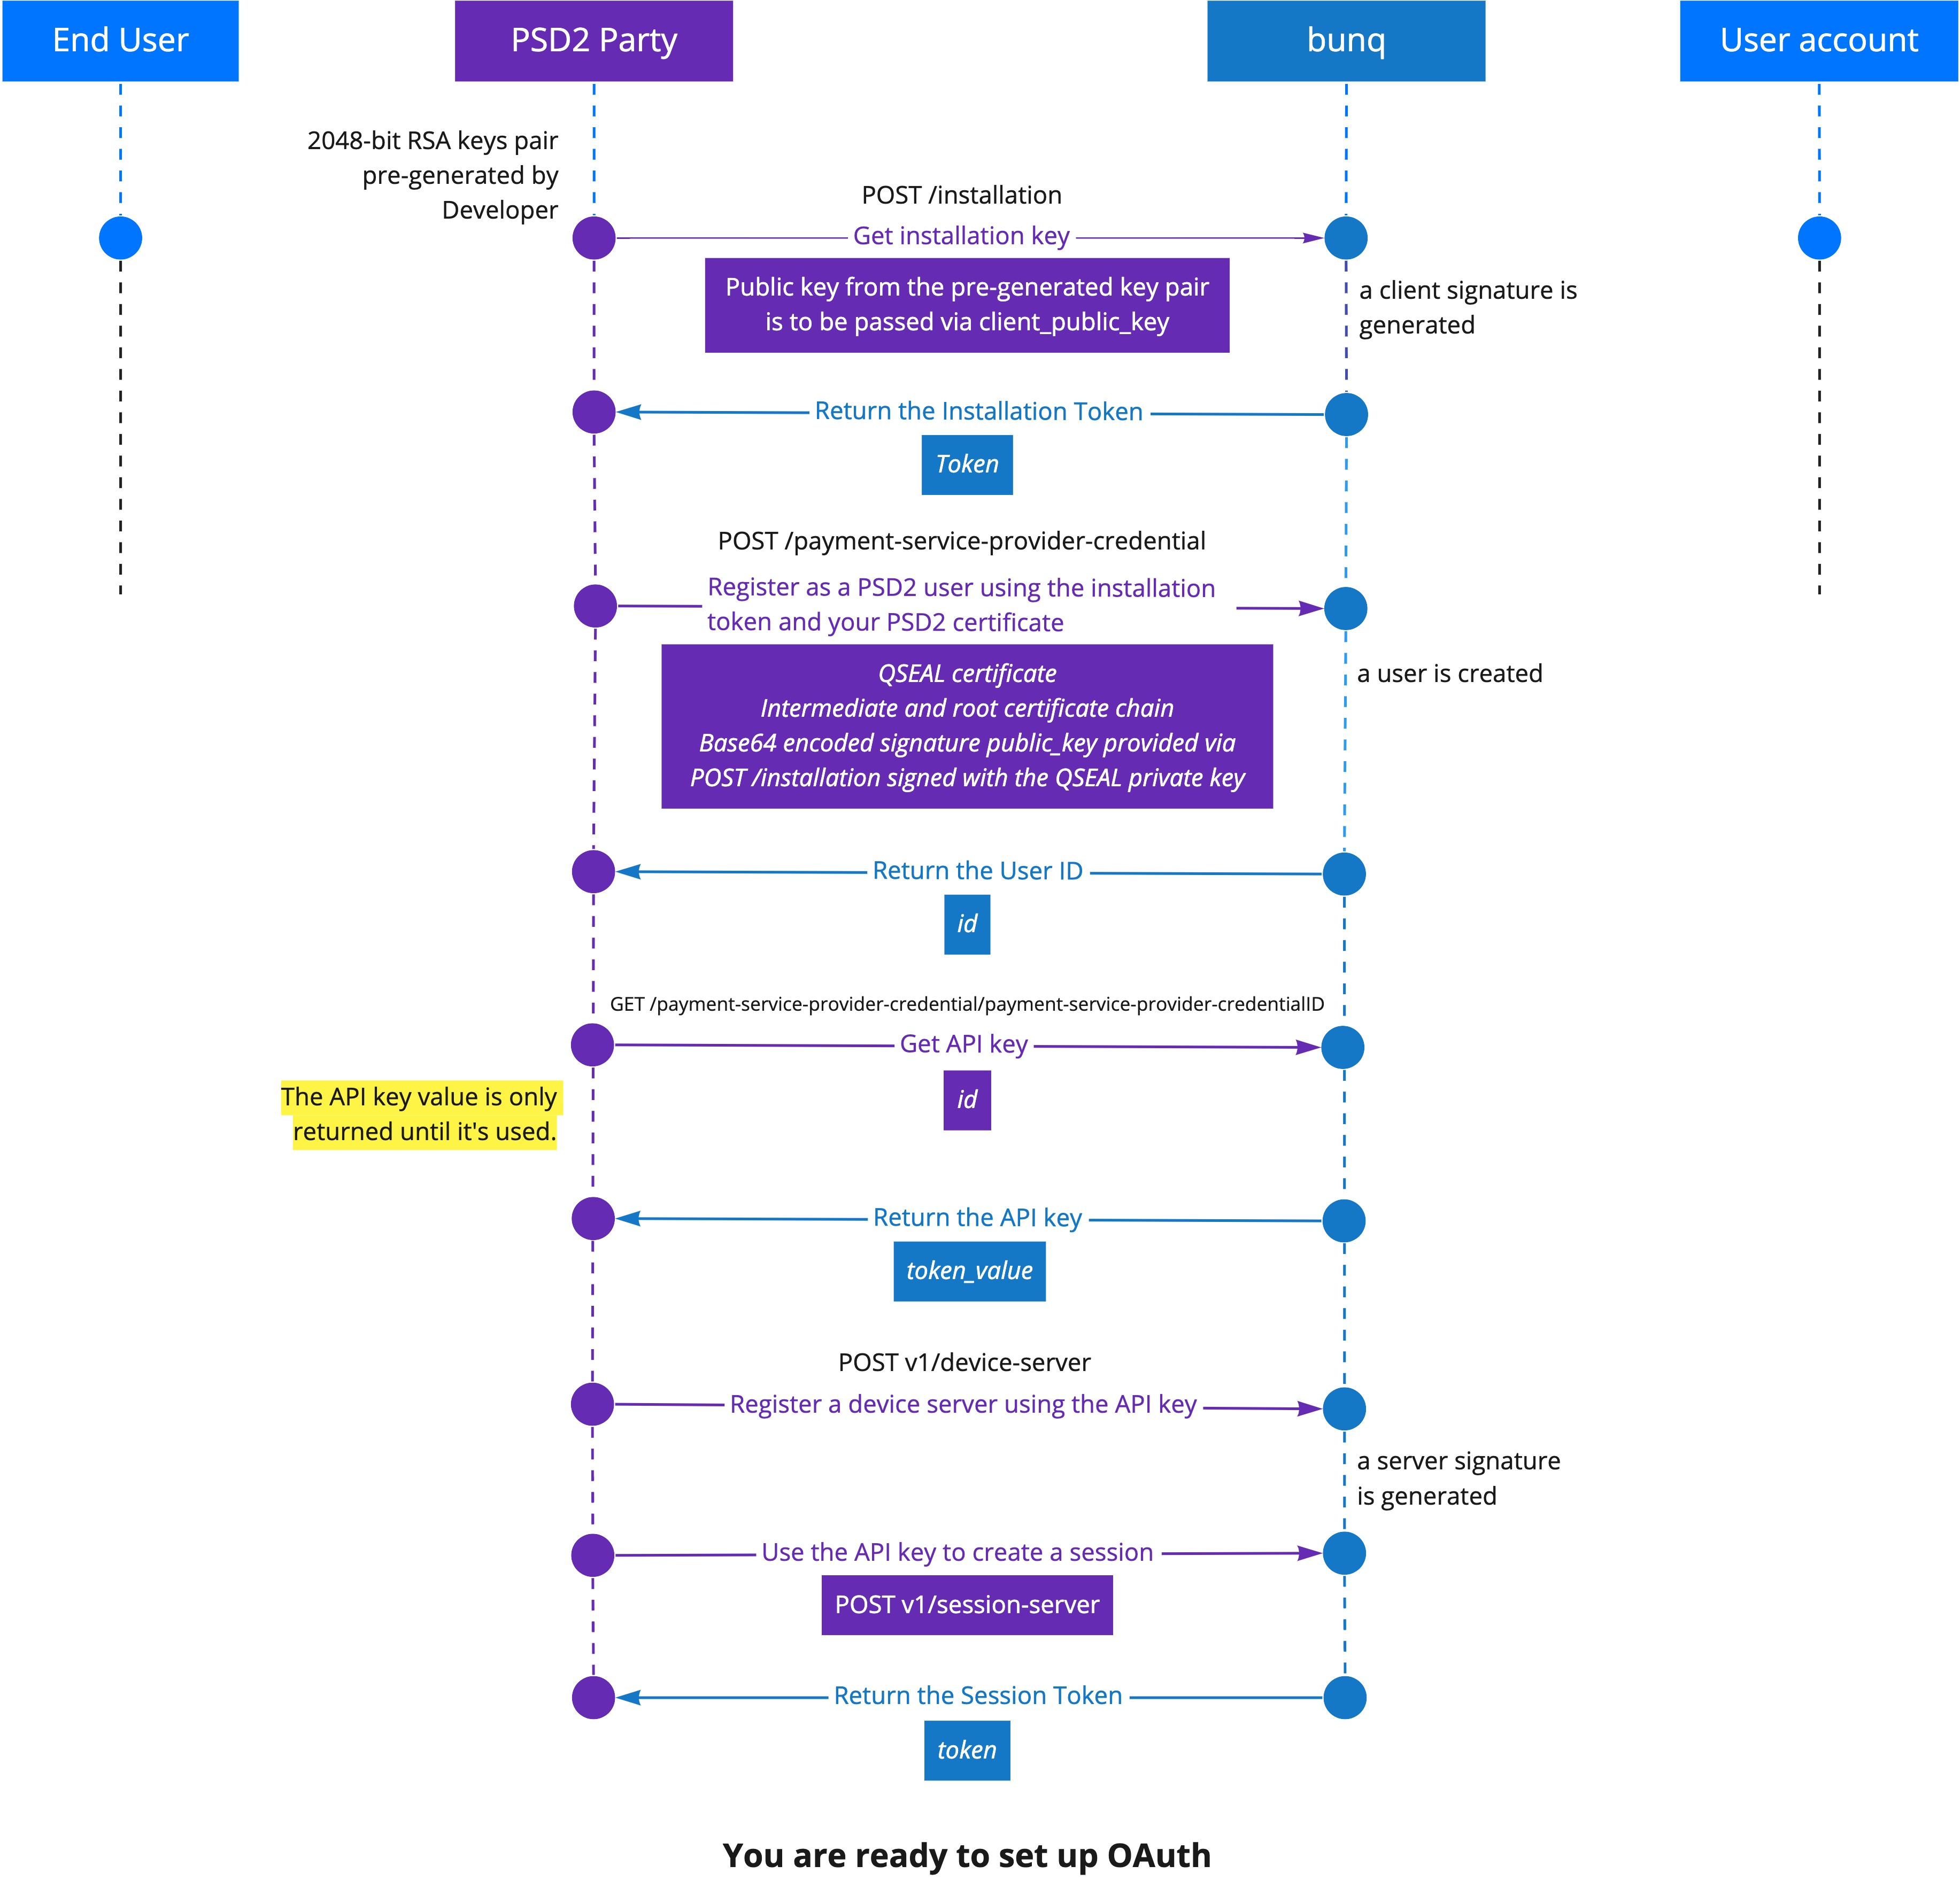 End User
PSD2 Party
bunq
User account
2048-bit RSA keys pair
pre-generated by
Developer
POST /installation
Get installation key
Public key from the pre-generated key pair
is to be passed via client_public_key
a client signature is
generated
Return the Installation Token
Token
POST /payment-service-provider-credential
Register as a PSD2 user using the installation
token and your PSD2 certificate
QSEAL certificate
Intermediate and root certificate chain
Base64 encoded signature public_key provided via
POST /installation signed with the QSEAL private key
a user is created
Return the User ID
id
GET /payment-service-provider-credential/payment-service-provider-credentialID
Get API key
id
The API key value is only
returned until it's used.
Return the API key
token_value
POST v1/device-server
Register a device server using the API key
a server signature
is generated
Use the API key to create a session
POST v1/session-server
Return the Session Token
token
You are ready to set up OAuth